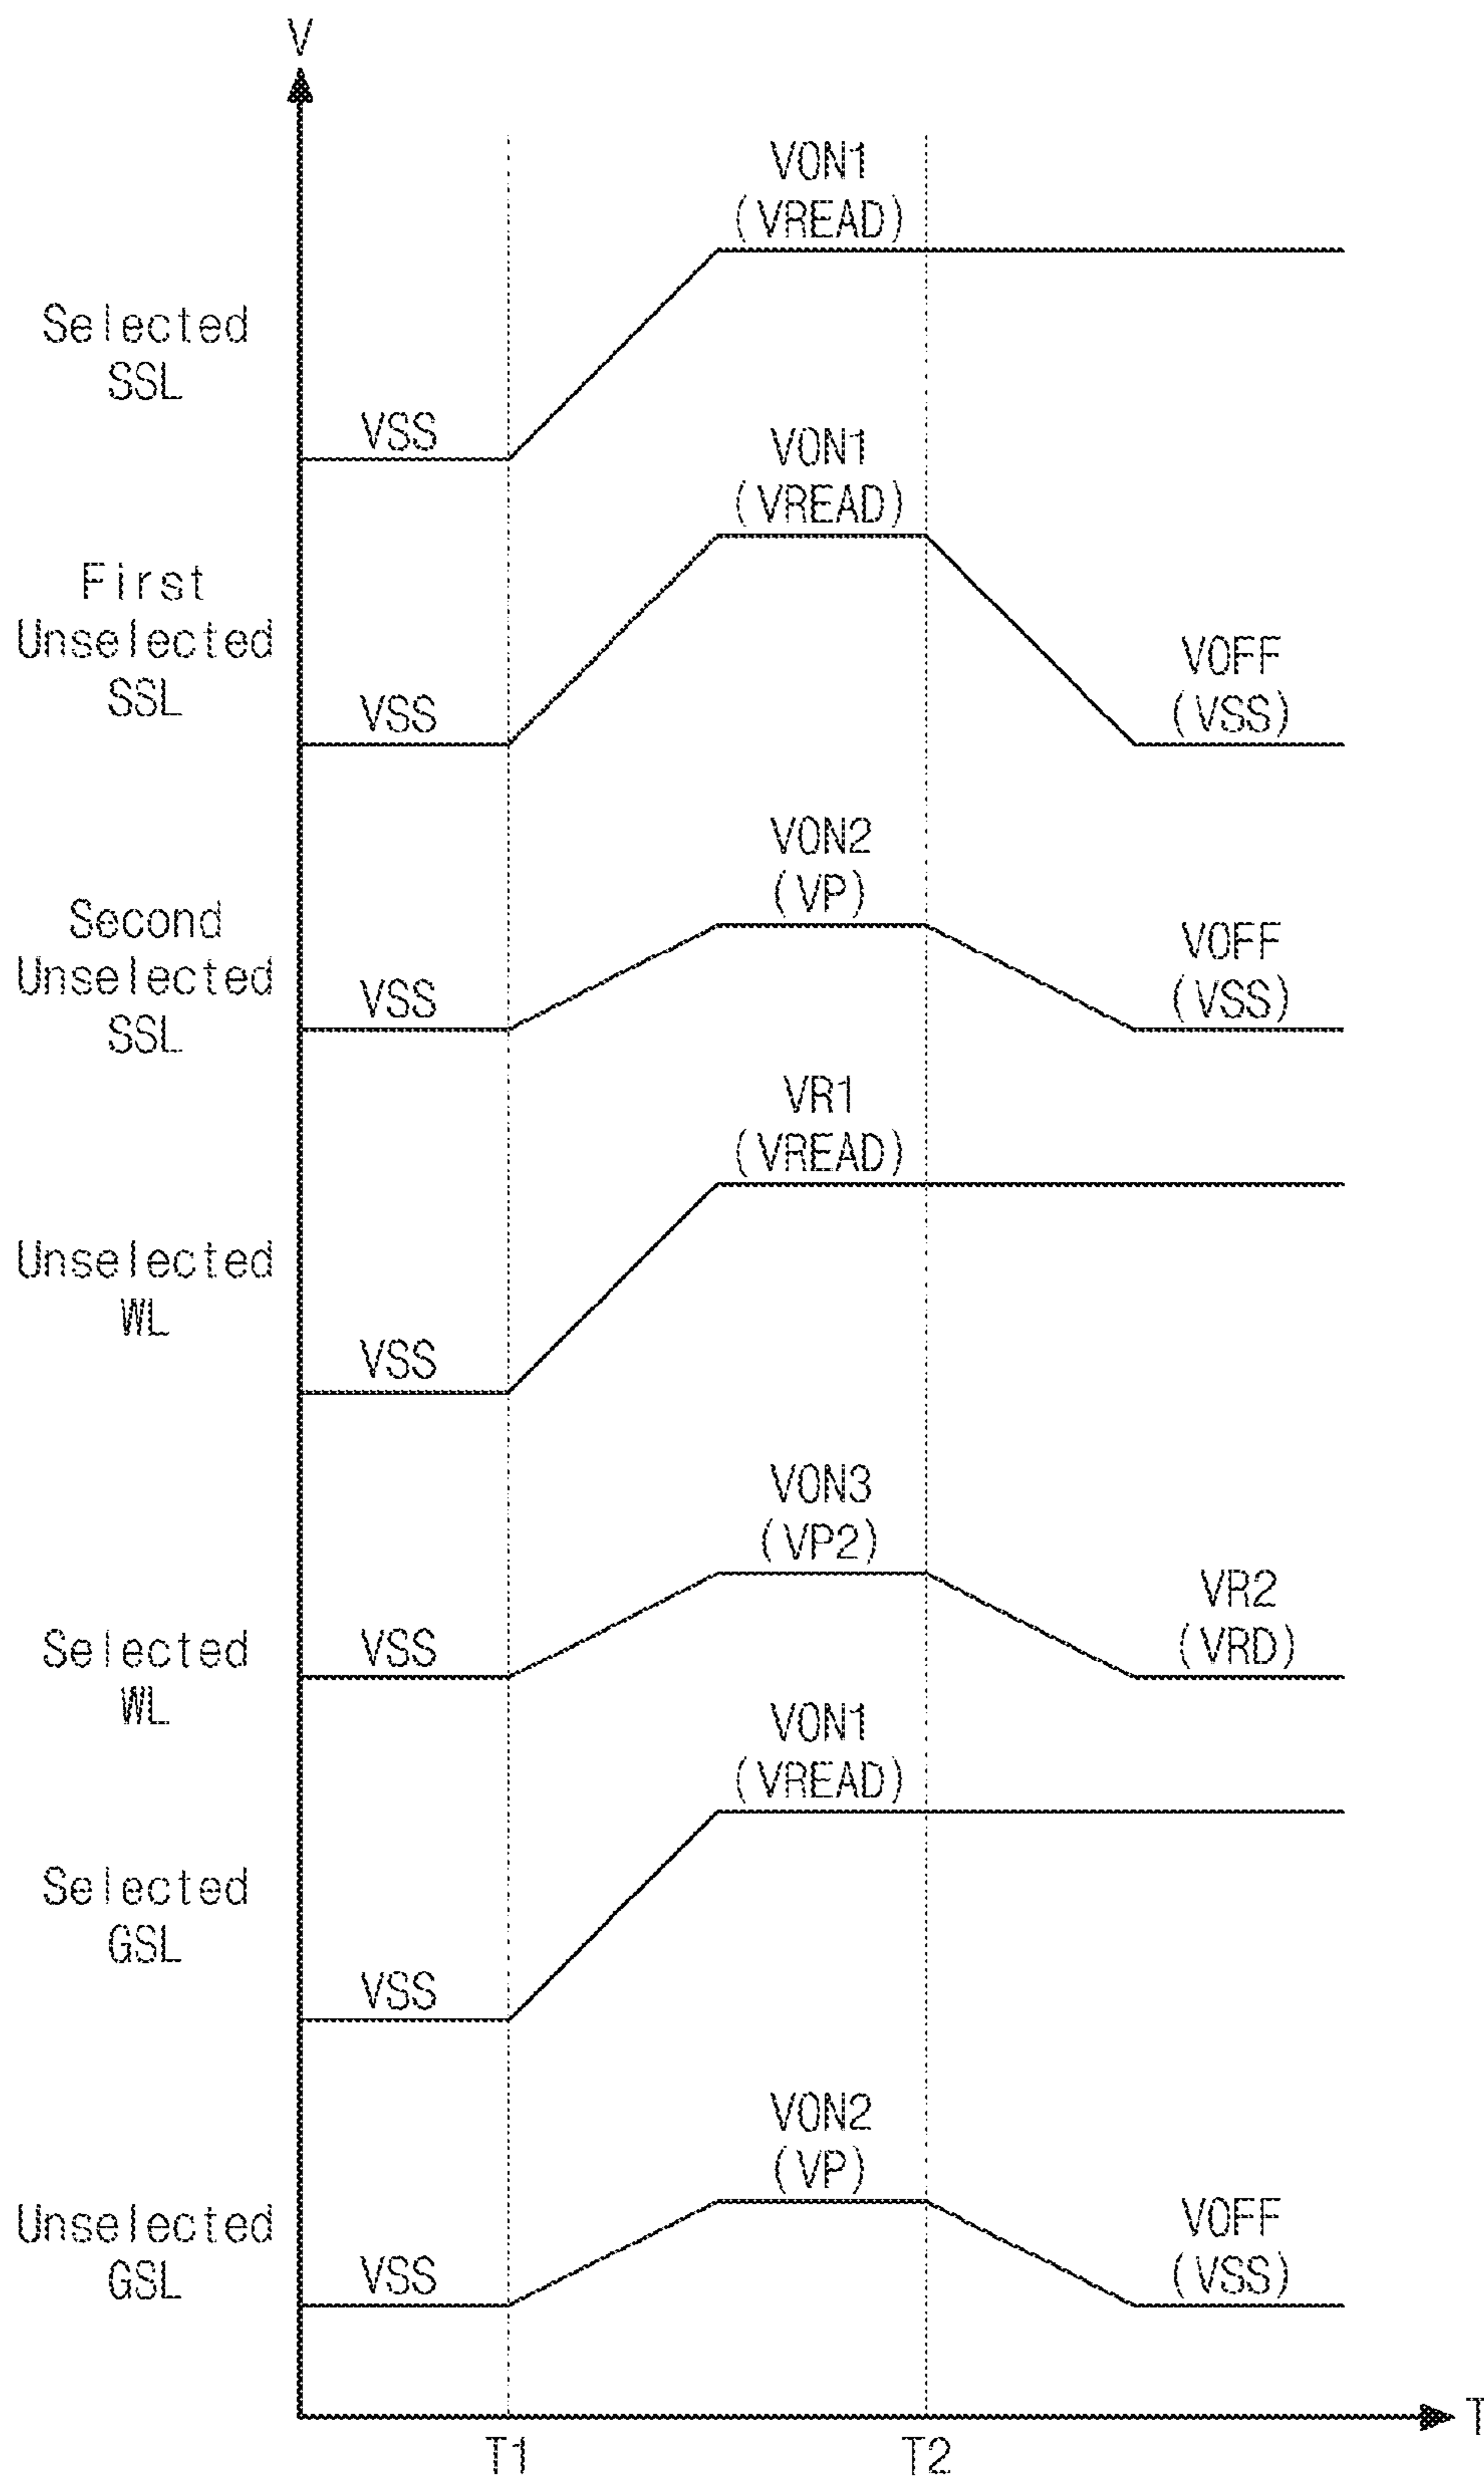 V
VON1
(VREAD)
Selected
SSL
VSS
VON1
(VREAD)
First
Unselected
SSL
VSS
VOFF
(VSS)
VON2
(VP)
Second
Unselected
SSL
VSS
VOFF
(VSS)
VR1
(VREAD)
Unselected
WL
VSS
VON3
(VP2)
Selected
WL
VSS
VR2
(VRD)
VON1
(VREAD)
Selected
GSL
VSS
VON2
(VP)
Unselected
GSL
VSS
VOFF
(VSS)
T
T1
T2